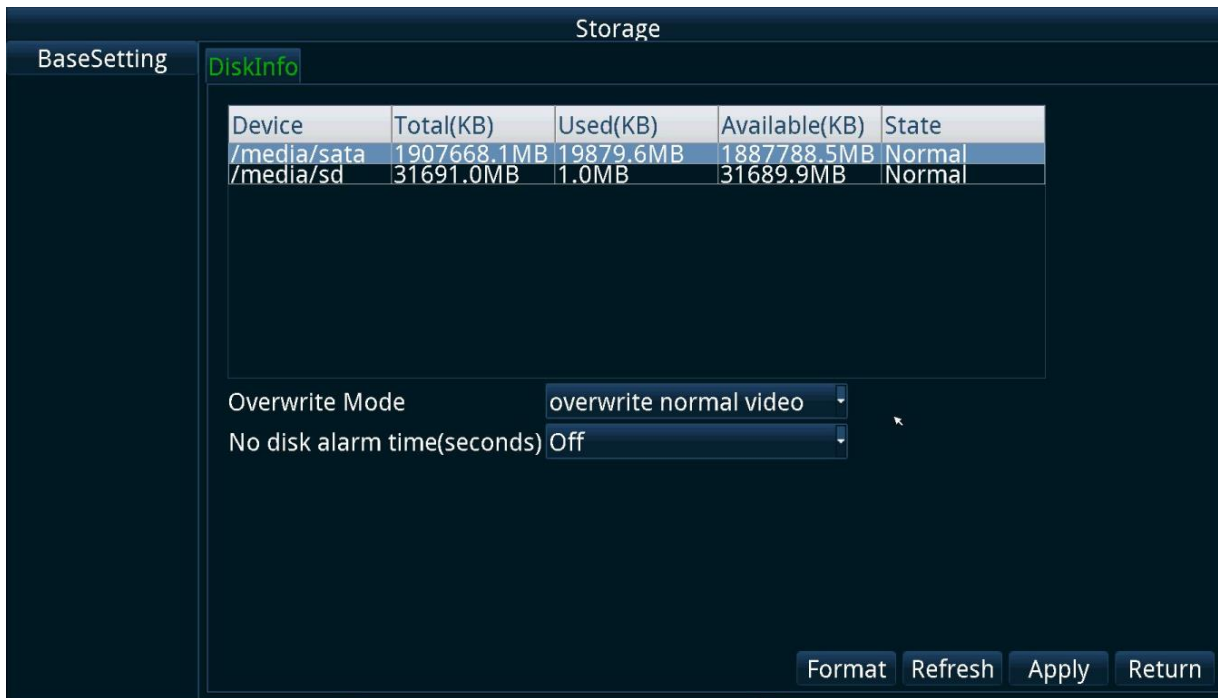 Storage
BaseSetting
DiskInfo
Device Total(KB) Used(KB) Available(KB) State
/media/sata 1907668.1MB 19879.6MB 1887788.5MB Normal
/media/sd 31691.0MB 1.0MB 31689.9MB Normal
Overwrite Mode overwrite normal video
No disk alarm time(seconds) Off
Format Refresh Apply Return